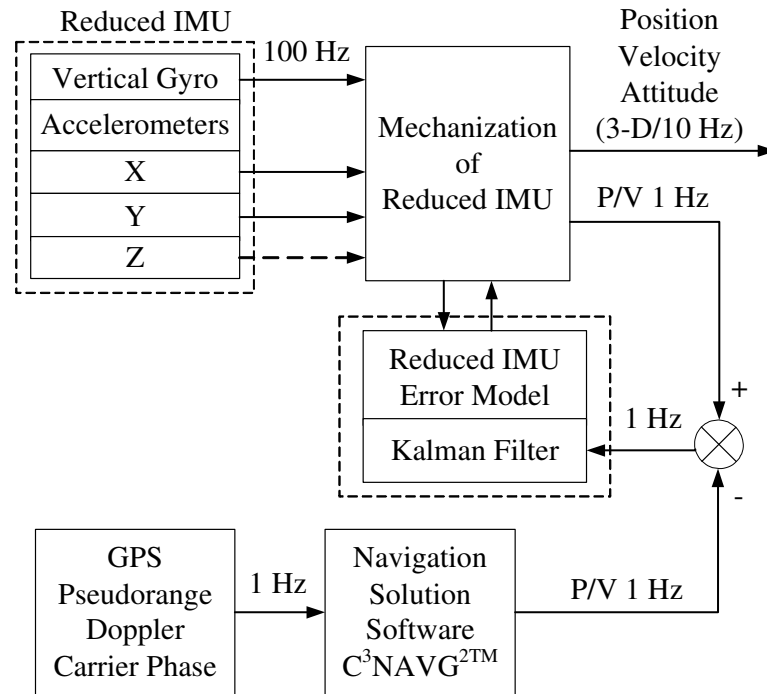 Reduced IMU
Vertical Gyro
Accelerometers
X
Y
Z
100 Hz
Mechanization
of
Reduced IMU
Position
Velocity
Attitude
(3-D/10 Hz)
P/V 1 Hz
Reduced IMU
Error Model
Kalman Filter
1 Hz
+
-
GPS
Pseudorange
Doppler
Carrier Phase
1 Hz
Navigation
Solution
Software
C³NAVG²ᵀᴹ
P/V 1 Hz